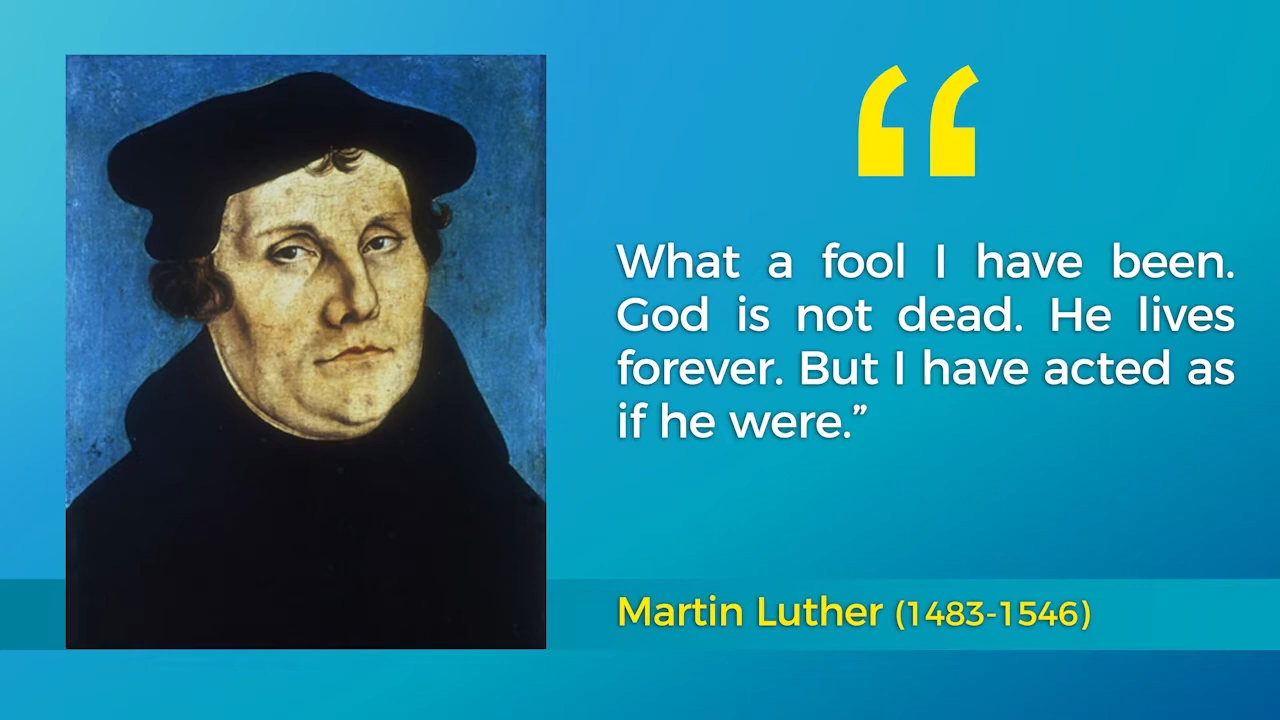 “
What a fool I have been.
God is not dead. He lives
forever. But I have acted as
if he were.”
Martin Luther (1483-1546)